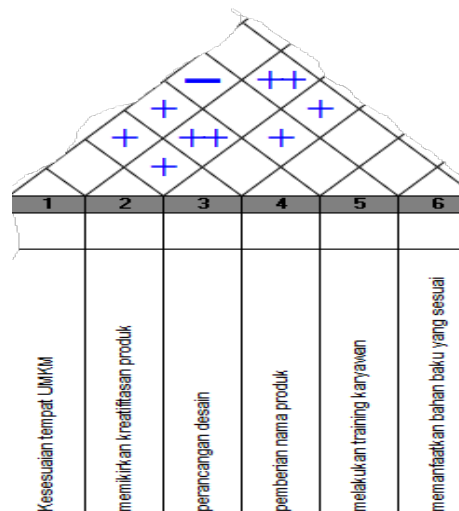 — ++
+ +
+ ++ +
+
1 2 3 4 5 6
Kesesuaian tempat UMKM
memikirkan kreatifitasan produk
perancangan desain
pemberian nama produk
melakukan training karyawan
memanfaatkan bahan baku yang sesuai